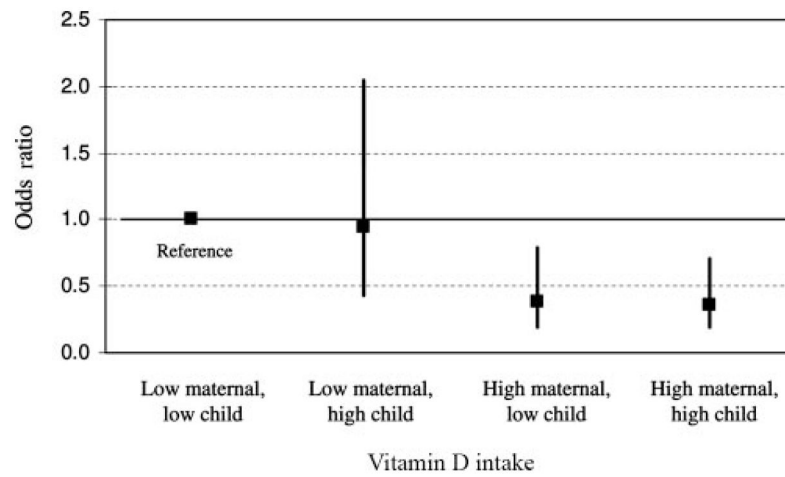 2.5
2.0
1.5
1.0
0.5
0.0
Odds ratio
Reference
Low maternal,
low child
Low maternal,
high child
High maternal,
low child
High maternal,
high child
Vitamin D intake